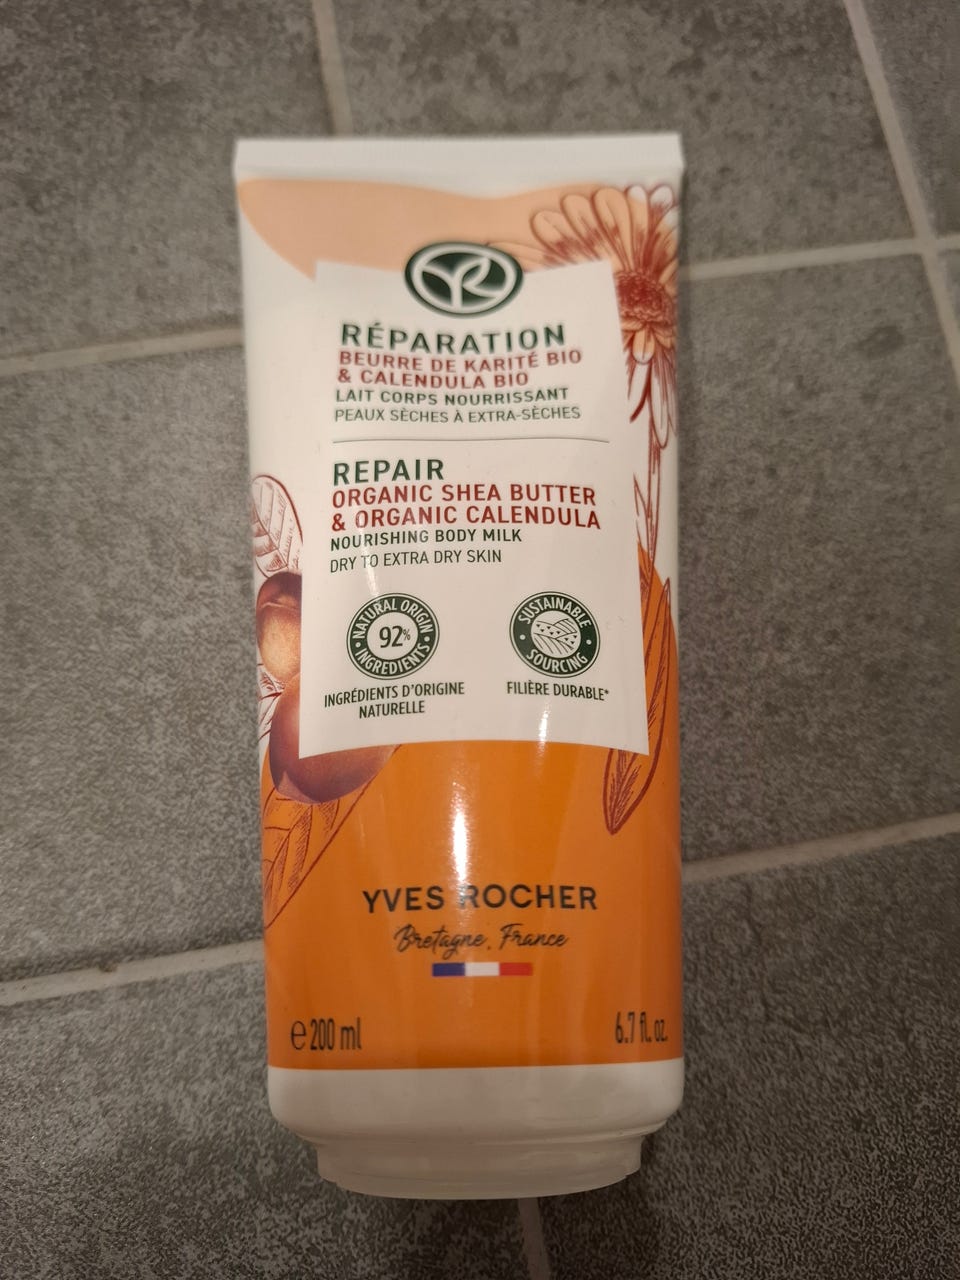 YR
RÉPARATION
BEURRE DE KARITÉ BIO
& CALENDULA BIO
LAIT CORPS NOURRISSANT
PEAUX SÈCHES À EXTRA-SÈCHES
REPAIR
ORGANIC SHEA BUTTER
& ORGANIC CALENDULA
NOURISHING BODY MILK
DRY TO EXTRA DRY SKIN
NATURAL ORIGIN
92%
INGREDIENTS
INGRÉDIENTS D'ORIGINE
NATURELLE
SUSTAINABLE
SOURCING
FILIÈRE DURABLE*
YVES ROCHER
Bretagne, France
℮ 200 ml
6.7 fl. oz.